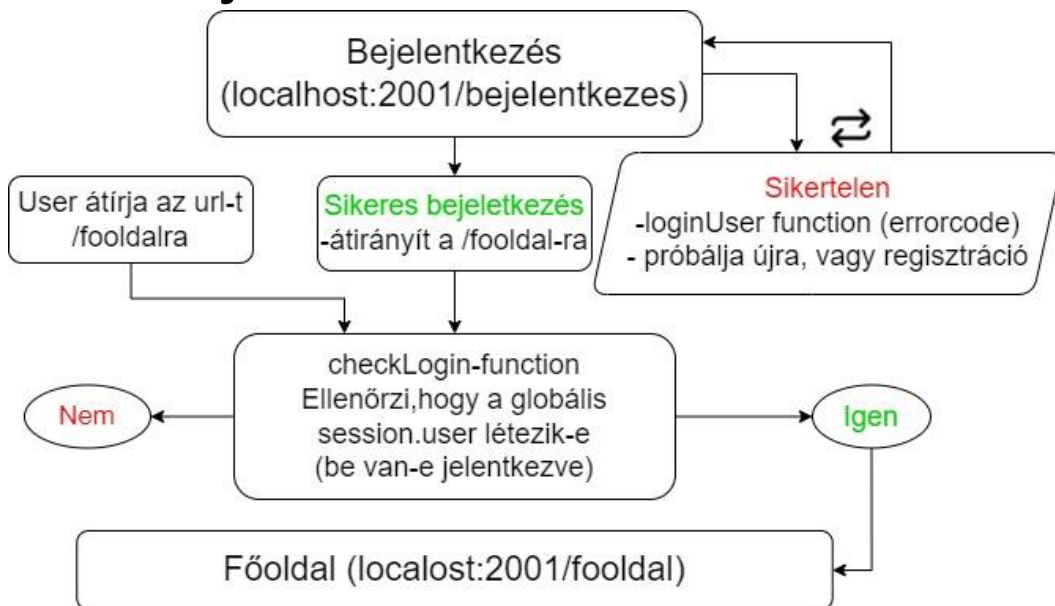 Bejelentkezés
(localhost:2001/bejelentkezes)
User átírja az url-t
/fooldalra
Sikeres bejeletkezés
-átirányít a /fooldal-ra
Sikertelen
-loginUser function (errorcode)
- próbálja újra, vagy regisztráció
checkLogin-function
Ellenőrzi,hogy a globális
session.user létezik-e
(be van-e jelentkezve)
Nem
Igen
Főoldal (localost:2001/fooldal)